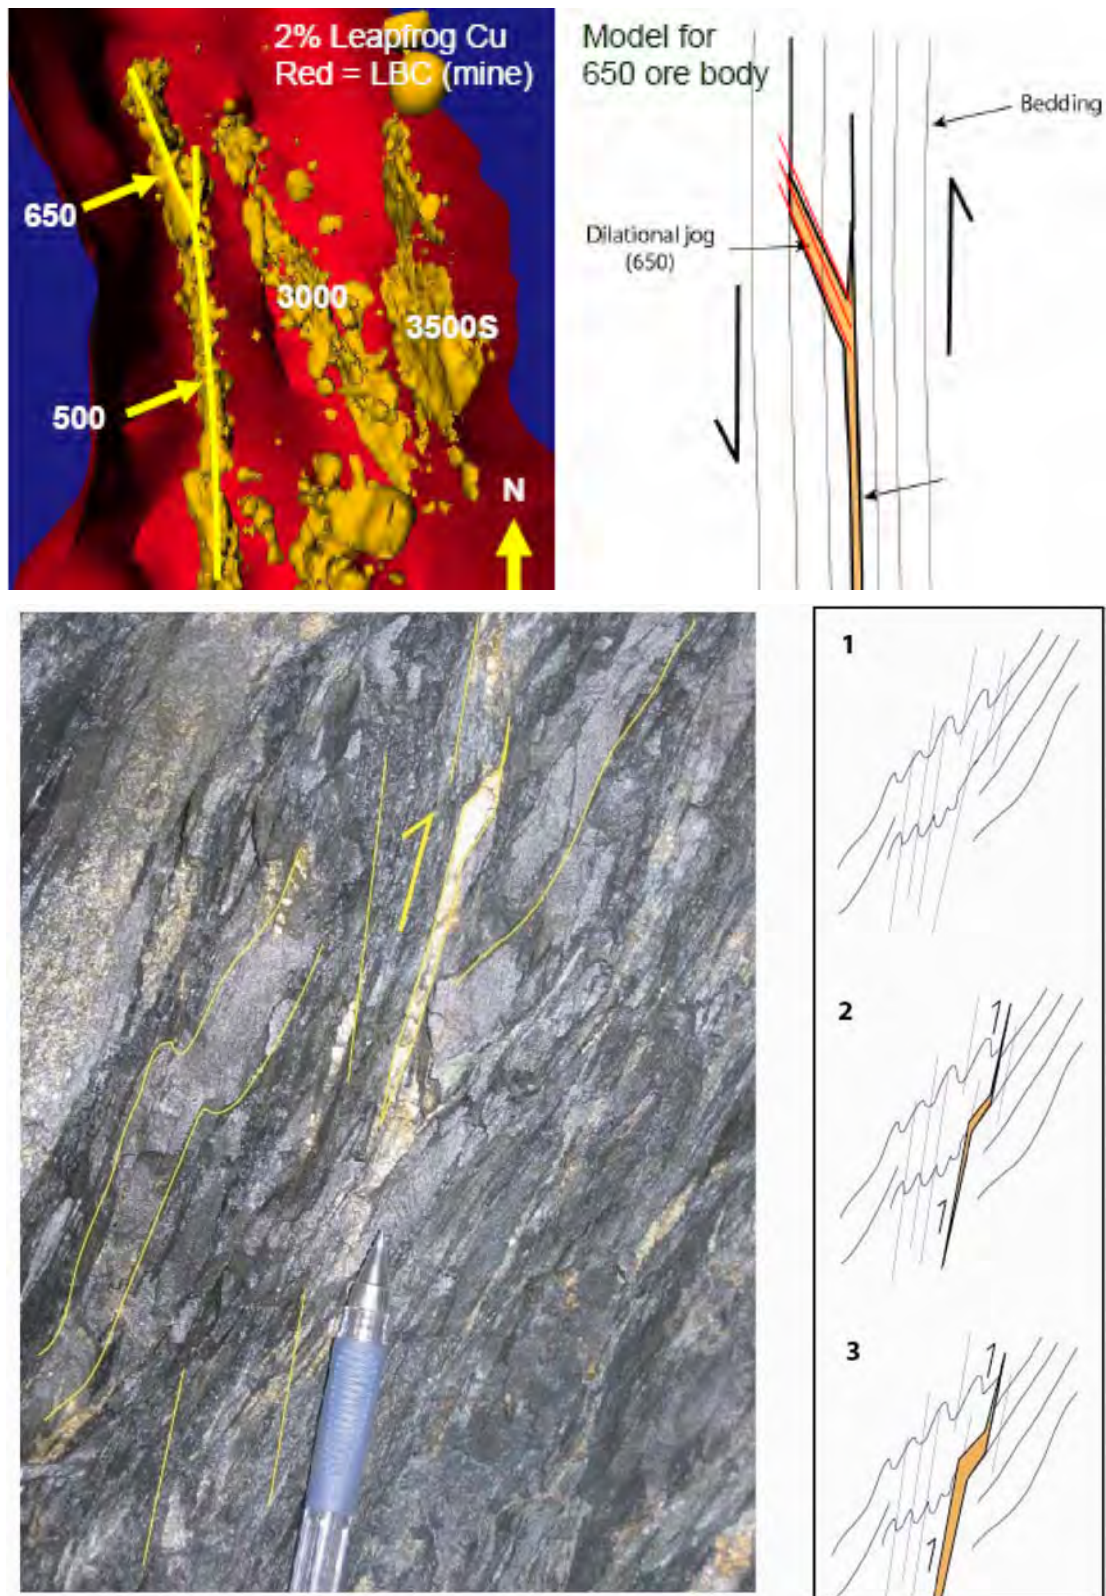 2% Leapfrog Cu
Red = LBC (mine)
650
3000
3500S
500
N
Model for
650 ore body
Bedding
Dilational jog
(650)
1
2
3